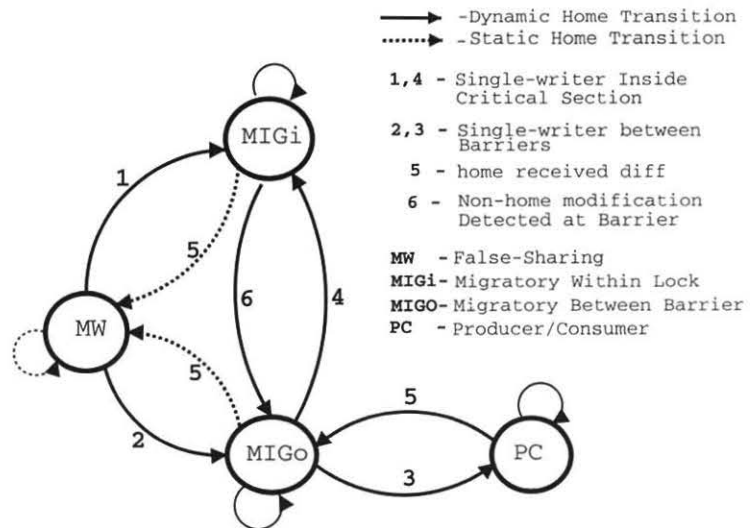 -Dynamic Home Transition
-Static Home Transition
1,4 - Single-writer Inside
Critical Section
2,3 - Single-writer between
Barriers
5 - home received diff
6 - Non-home modification
Detected at Barrier
MW - False-Sharing
MIGi- Migratory Within Lock
MIGO- Migratory Between Barrier
PC - Producer/Consumer
MIGi
1
5
6
4
MW
5
2
MIGo
5
3
PC